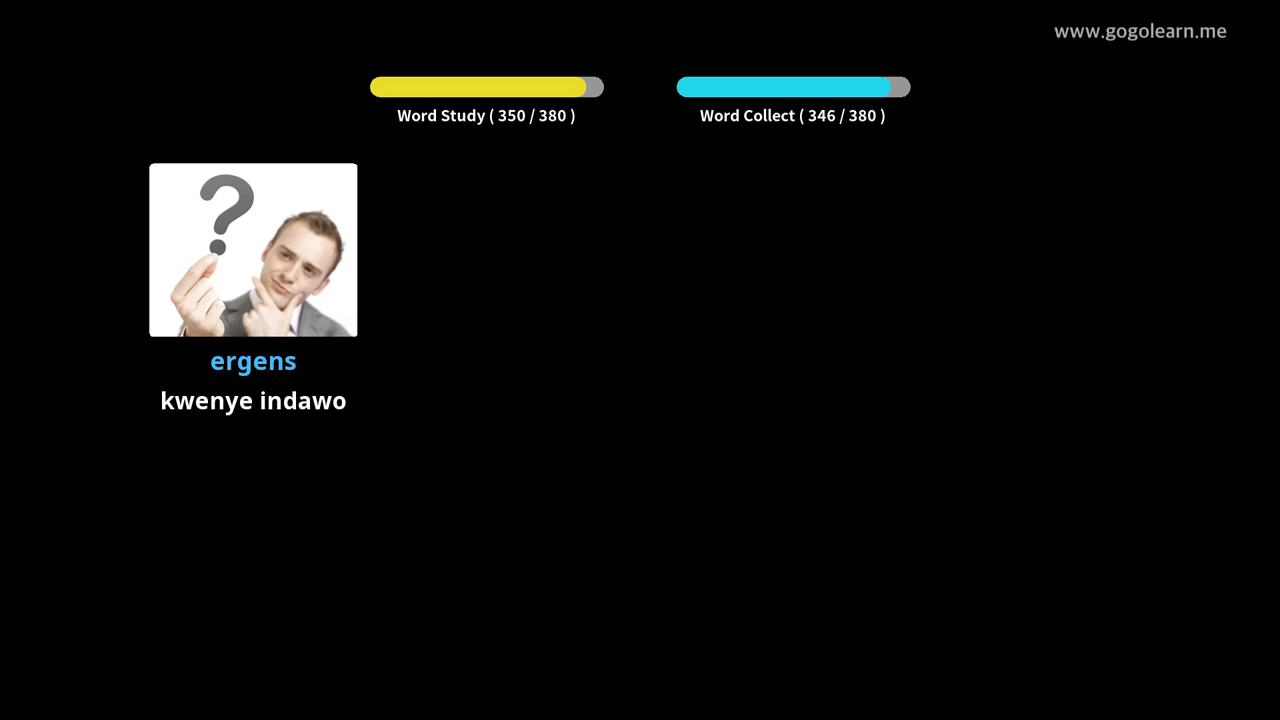 www.gogolearn.me
Word Study ( 350 / 380 )
Word Collect ( 346 / 380 )
?
ergens
kwenye indawo